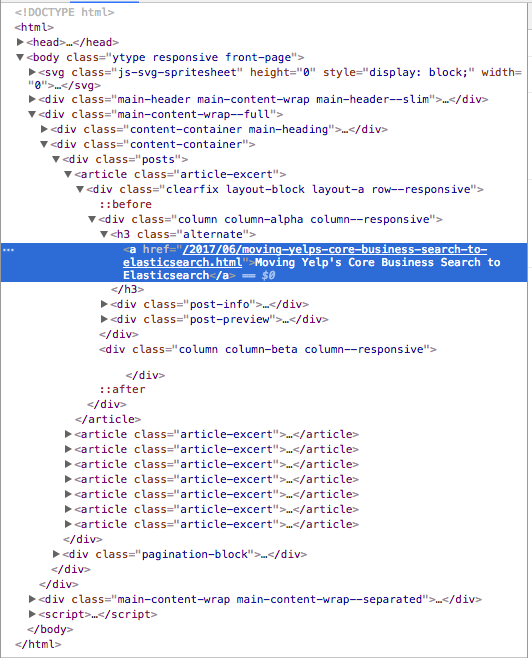 <!DOCTYPE html>
<html>
▶<head>…</head>
▼<body class="ytype responsive front-page">
▶<svg class="js-svg-spritesheet" height="0" style="display: block;" width=
"0">…</svg>
▶<div class="main-header main-content-wrap main-header--slim">…</div>
▼<div class="main-content-wrap--full">
▶<div class="content-container main-heading">…</div>
▼<div class="content-container">
▼<div class="posts">
▼<article class="article-excert">
▼<div class="clearfix layout-block layout-a row--responsive">
::before
▼<div class="column column-alpha column--responsive">
▼<h3 class="alternate">
… <a href="/2017/06/moving-yelps-core-business-search-to-
elasticsearch.html">Moving Yelp's Core Business Search to
Elasticsearch</a> == $0
</h3>
▶<div class="post-info">…</div>
▶<div class="post-preview">…</div>
</div>
<div class="column column-beta column--responsive">
</div>
::after
</div>
</article>
▶<article class="article-excert">…</article>
▶<article class="article-excert">…</article>
▶<article class="article-excert">…</article>
▶<article class="article-excert">…</article>
▶<article class="article-excert">…</article>
▶<article class="article-excert">…</article>
▶<article class="article-excert">…</article>
</div>
▶<div class="pagination-block">…</div>
</div>
</div>
▶<div class="main-content-wrap main-content-wrap--separated">…</div>
▶<script>…</script>
</body>
</html>